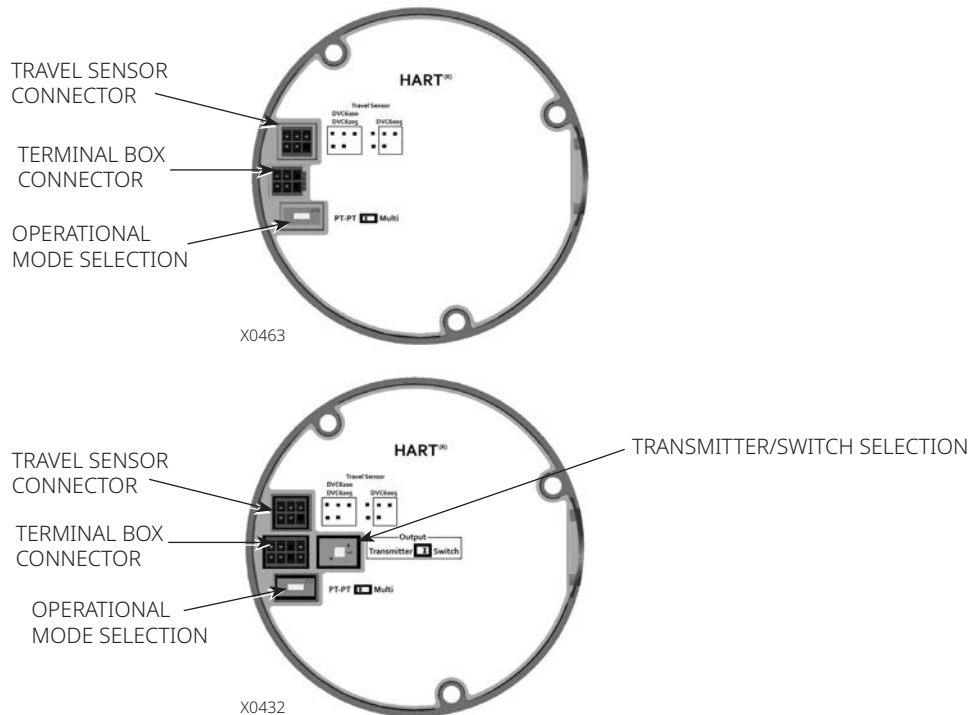 HART(R)
TRAVEL SENSOR
CONNECTOR
Travel Sensor
DVC6200
DVC6205 DVC6005
TERMINAL BOX
CONNECTOR
PT-PT Multi
OPERATIONAL
MODE SELECTION
X0463
HART(R)
TRANSMITTER/SWITCH SELECTION
TRAVEL SENSOR
CONNECTOR
Travel Sensor
DVC6200
DVC6205 DVC6005
TERMINAL BOX
CONNECTOR
Output
Transmitter Switch
PT-PT Multi
OPERATIONAL
MODE SELECTION
X0432